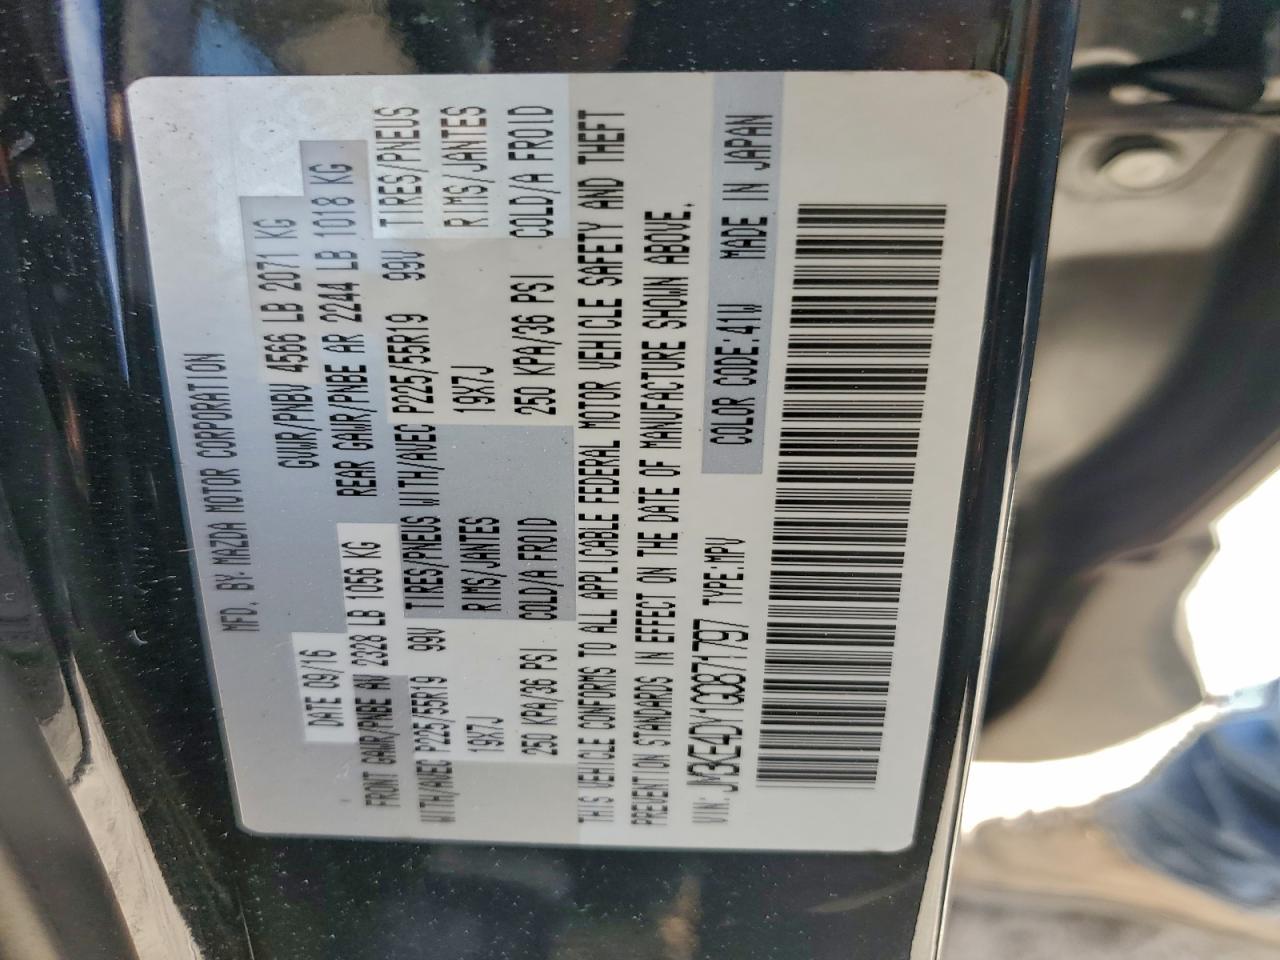 MFD. BY: MAZDA MOTOR CORPORATION
DATE 09/16 GVWR/PNBV 4566 LB 2071 KG
FRONT GAWR/PNBE AV 2328 LB 1056 KG REAR GAWR/PNBE AR 2244 LB 1018 KG
WITH/AVEC P225/55R19 99V TIRES/PNEUS WITH/AVEC P225/55R19 99V TIRES/PNEUS
19X7J RIMS/JANTES 19X7J RIMS/JANTES
250 KPA/36 PSI COLD/A FROID 250 KPA/36 PSI COLD/A FROID
THIS VEHICLE CONFORMS TO ALL APPLICABLE FEDERAL MOTOR VEHICLE SAFETY AND THEFT
PREVENTION STANDARDS IN EFFECT ON THE DATE OF MANUFACTURE SHOWN ABOVE.
VIN: JM3KE4DY1G0871797 TYPE:MPV COLOR CODE:41W MADE IN JAPAN